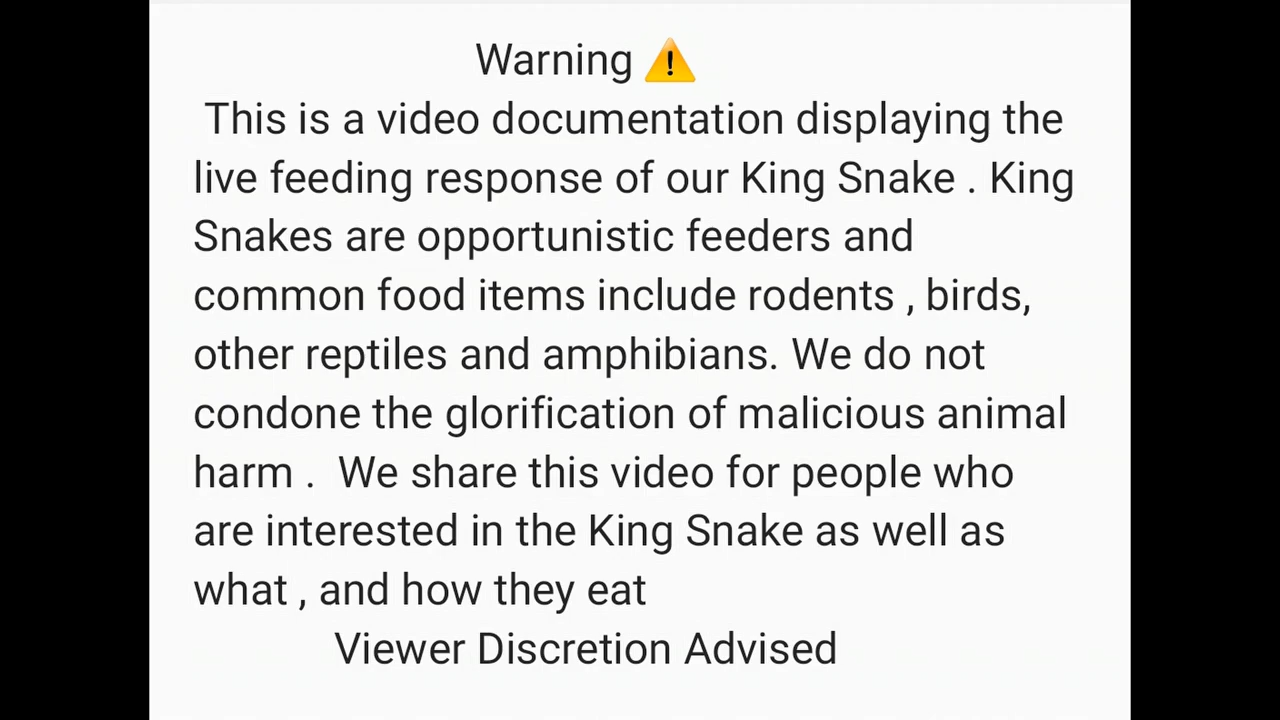 Warning ⚠️
This is a video documentation displaying the
live feeding response of our King Snake . King
Snakes are opportunistic feeders and
common food items include rodents , birds,
other reptiles and amphibians. We do not
condone the glorification of malicious animal
harm .  We share this video for people who
are interested in the King Snake as well as
what , and how they eat
Viewer Discretion Advised